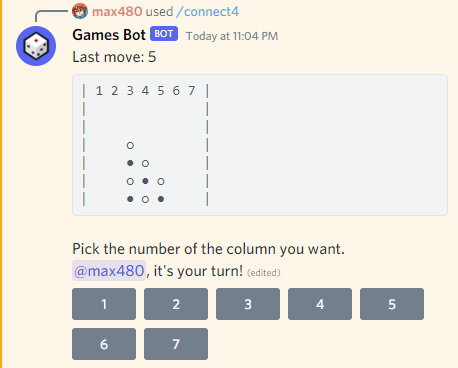 max480 used /connect4
Games Bot BOT Today at 11:04 PM
Last move: 5
| 1 2 3 4 5 6 7 |
Pick the number of the column you want.
@max480, it's your turn! (edited)
1 2 3 4 5
6 7